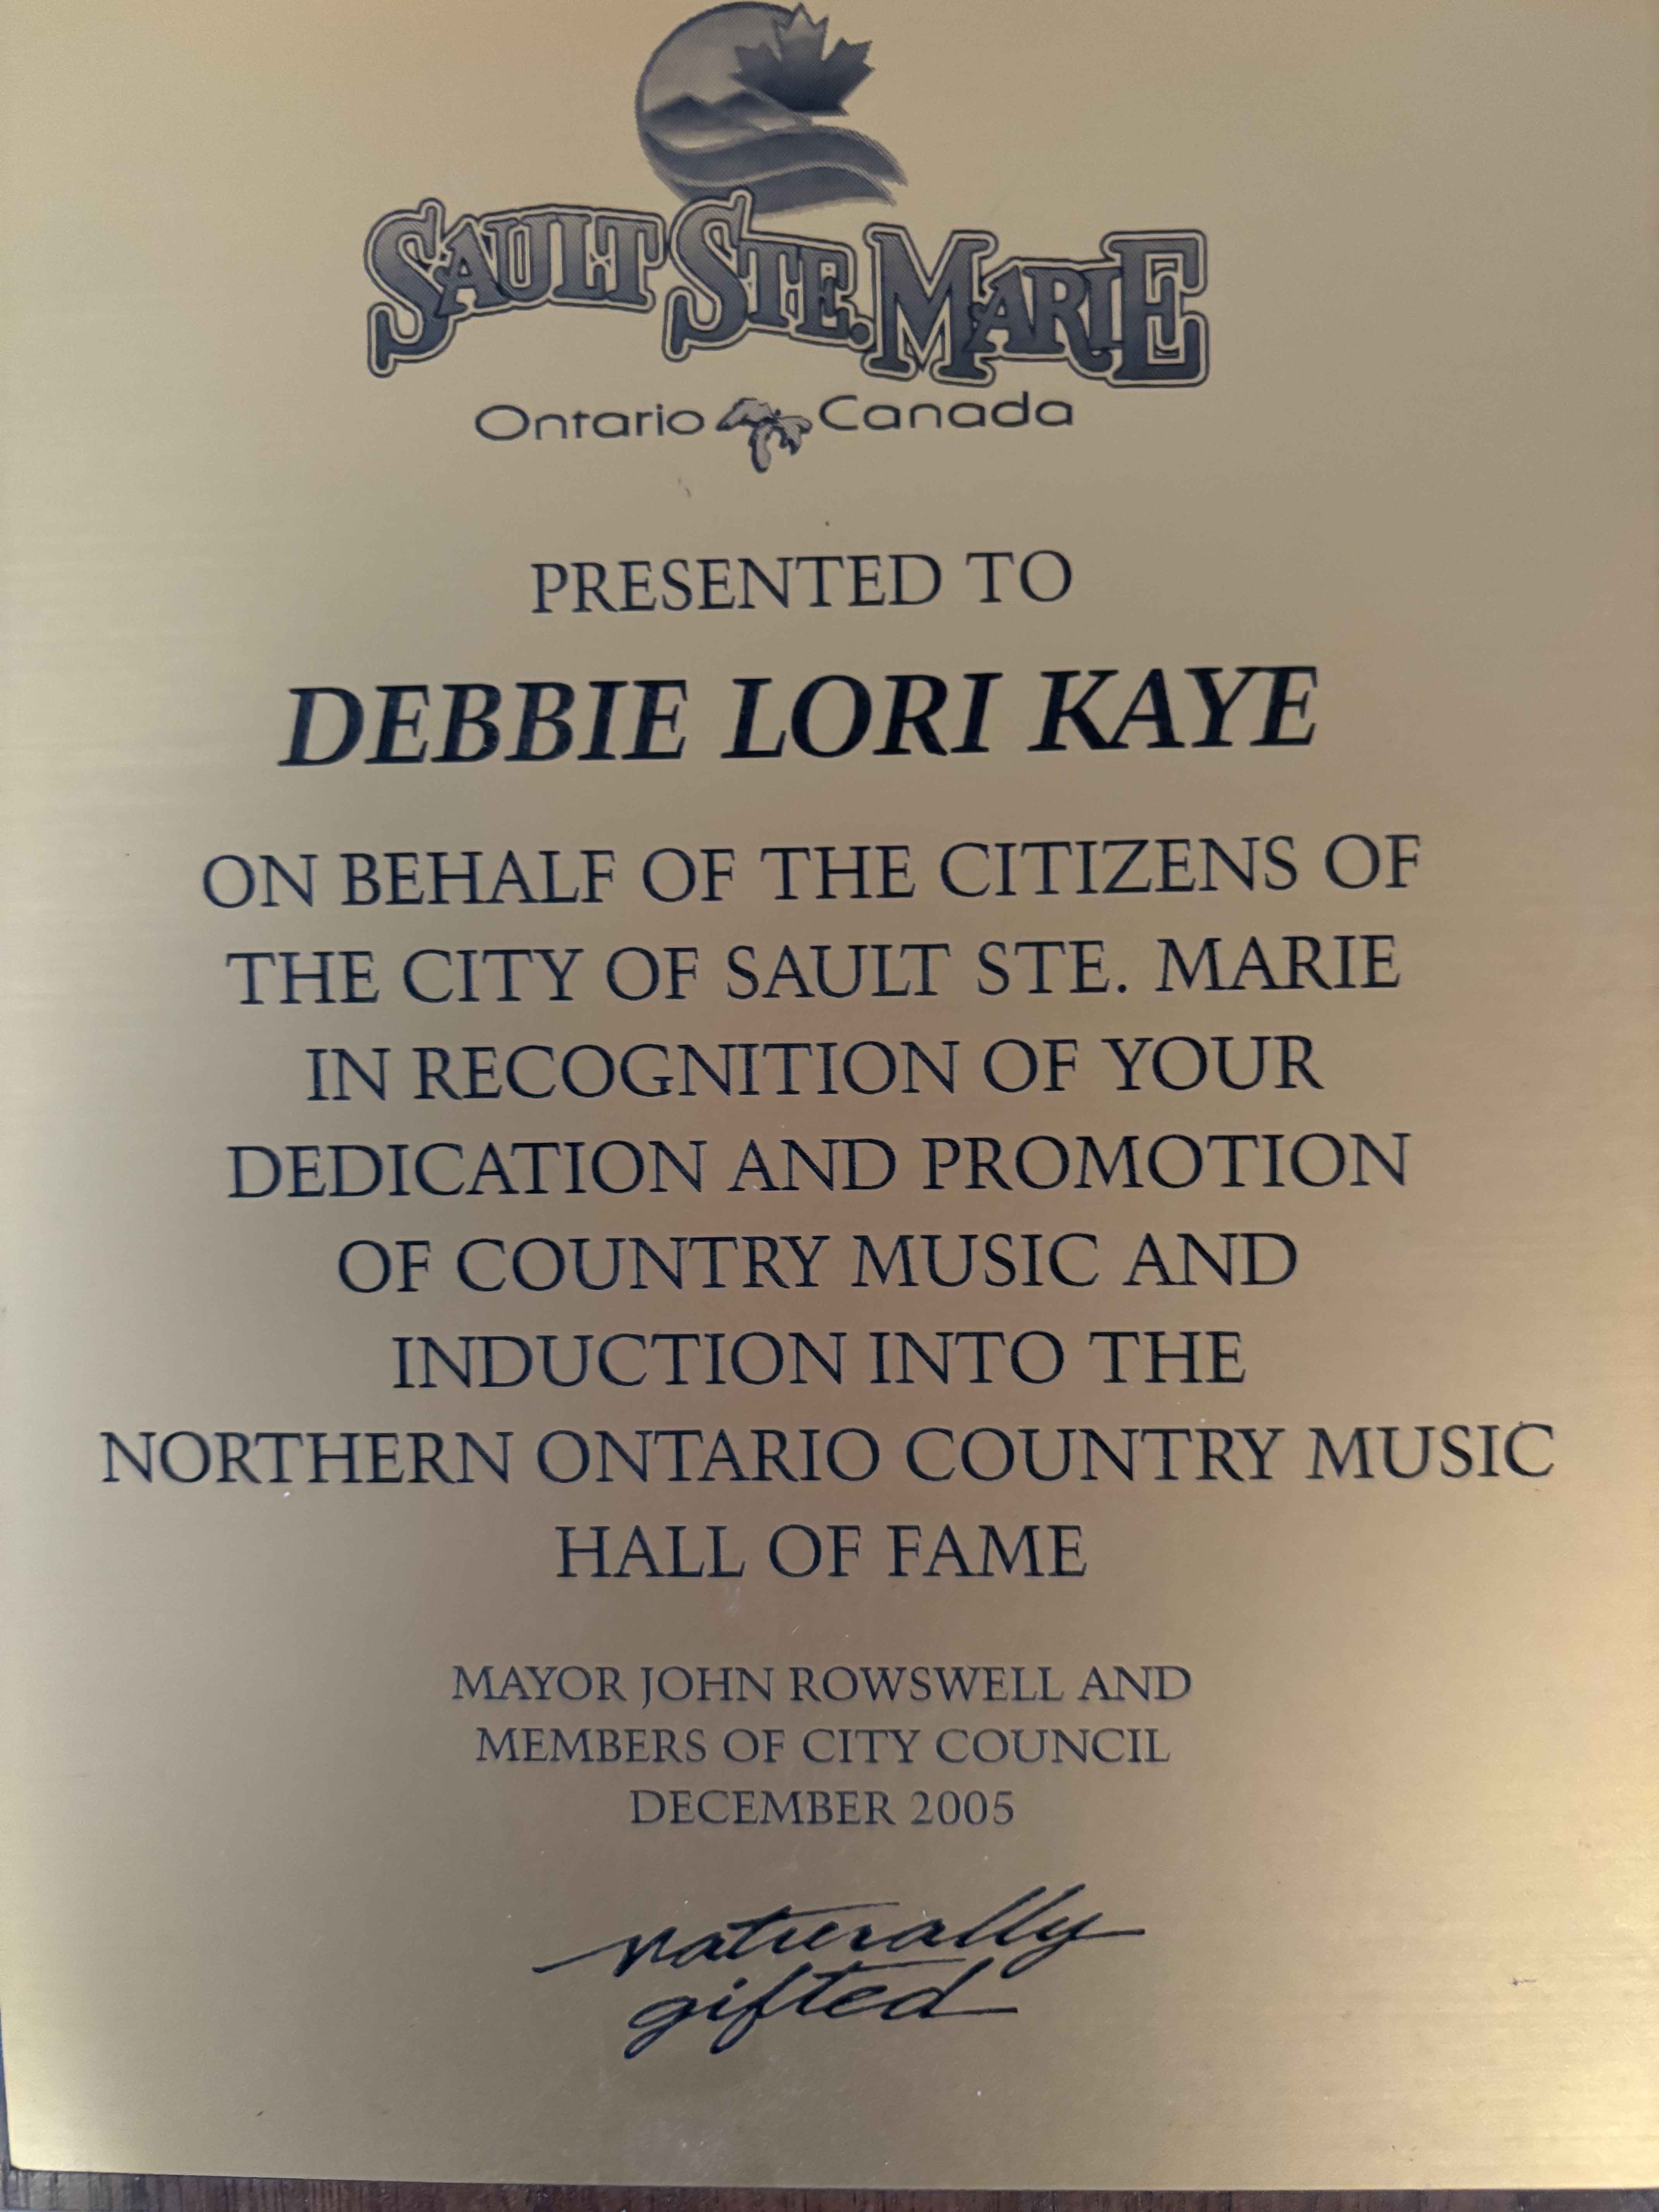 SAULT STE. MARIE
Ontario Canada
PRESENTED TO
DEBBIE LORI KAYE
ON BEHALF OF THE CITIZENS OF
THE CITY OF SAULT STE. MARIE
IN RECOGNITION OF YOUR
DEDICATION AND PROMOTION
OF COUNTRY MUSIC AND
INDUCTION INTO THE
NORTHERN ONTARIO COUNTRY MUSIC
HALL OF FAME
MAYOR JOHN ROWSWELL AND
MEMBERS OF CITY COUNCIL
DECEMBER 2005
naturally
gifted